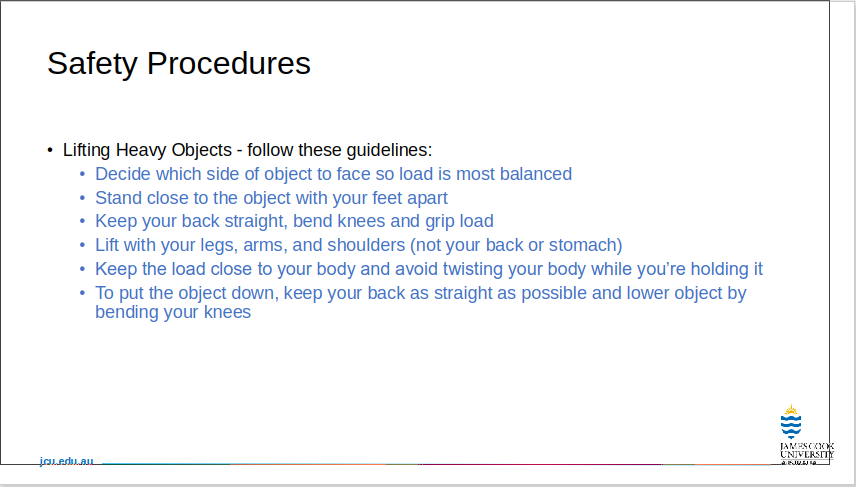 Safety Procedures
• Lifting Heavy Objects - follow these guidelines:
• Decide which side of object to face so load is most balanced
• Stand close to the object with your feet apart
• Keep your back straight, bend knees and grip load
• Lift with your legs, arms, and shoulders (not your back or stomach)
• Keep the load close to your body and avoid twisting your body while you’re holding it
• To put the object down, keep your back as straight as possible and lower object by
bending your knees
JAMES COOK
UNIVERSITY
AUSTRALIA
jcu.edu.au